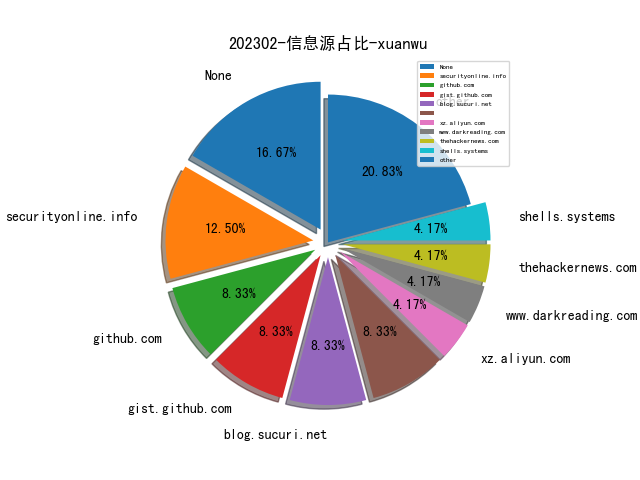 202302-信息源占比-xuanwu
None
securityonline.info
github.com
gist.github.com
blog.sucuri.net
xz.aliyun.com
www.darkreading.com
thehackernews.com
shells.systems
other
None
securityonline.info
github.com
gist.github.com
blog.sucuri.net
xz.aliyun.com
www.darkreading.com
thehackernews.com
shells.systems
other
16.67%
12.50%
8.33%
8.33%
8.33%
8.33%
4.17%
4.17%
4.17%
4.17%
20.83%